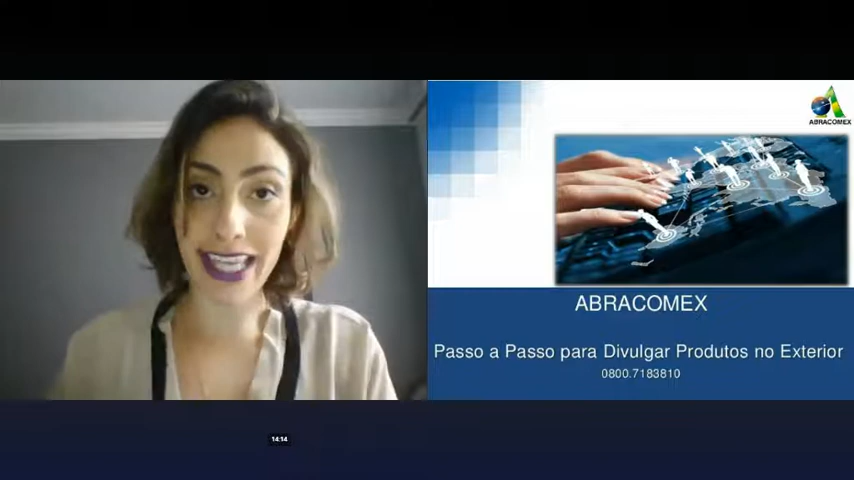 ABRACOMEX
ABRACOMEX
Passo a Passo para Divulgar Produtos no Exterior
0800.7183810
14:14